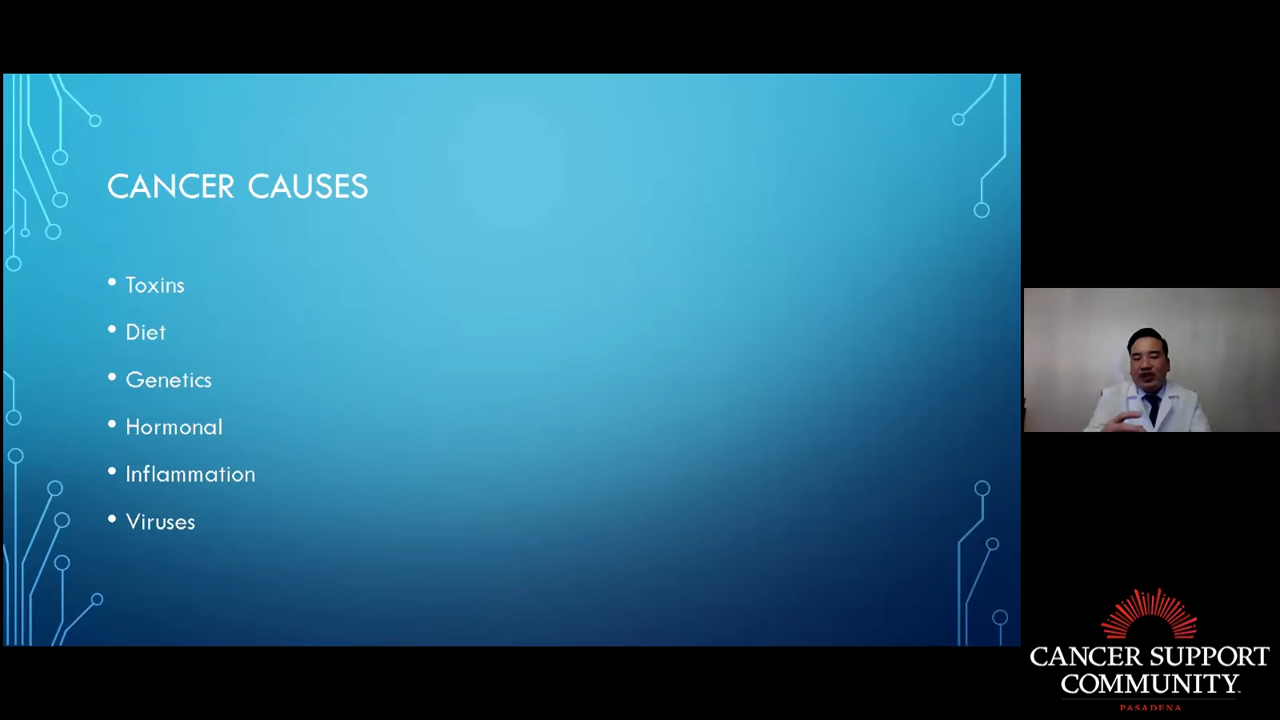 CANCER CAUSES
• Toxins
• Diet
• Genetics
• Hormonal
• Inflammation
• Viruses
CANCER SUPPORT
COMMUNITY
PASADENA